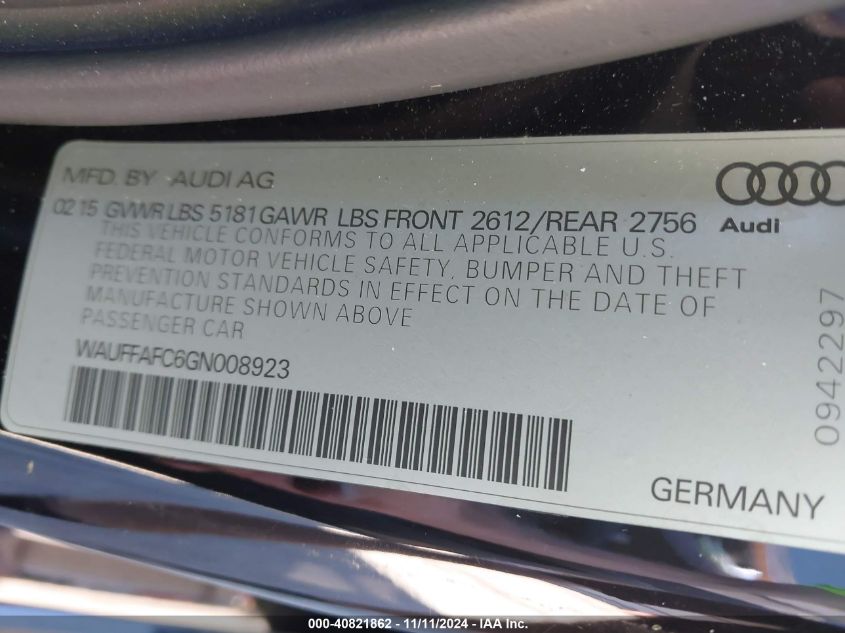 MFD. BY AUDI AG
02 15 GVWR LBS 5181 GAWR LBS FRONT 2612/REAR 2756
Audi
THIS VEHICLE CONFORMS TO ALL APPLICABLE U.S.
FEDERAL MOTOR VEHICLE SAFETY, BUMPER AND THEFT
PREVENTION STANDARDS IN EFFECT ON THE DATE OF
MANUFACTURE SHOWN ABOVE
PASSENGER CAR
WAUFFAFC6GN008923
0942297
GERMANY
000-40821862 - 11/11/2024 - IAA Inc.